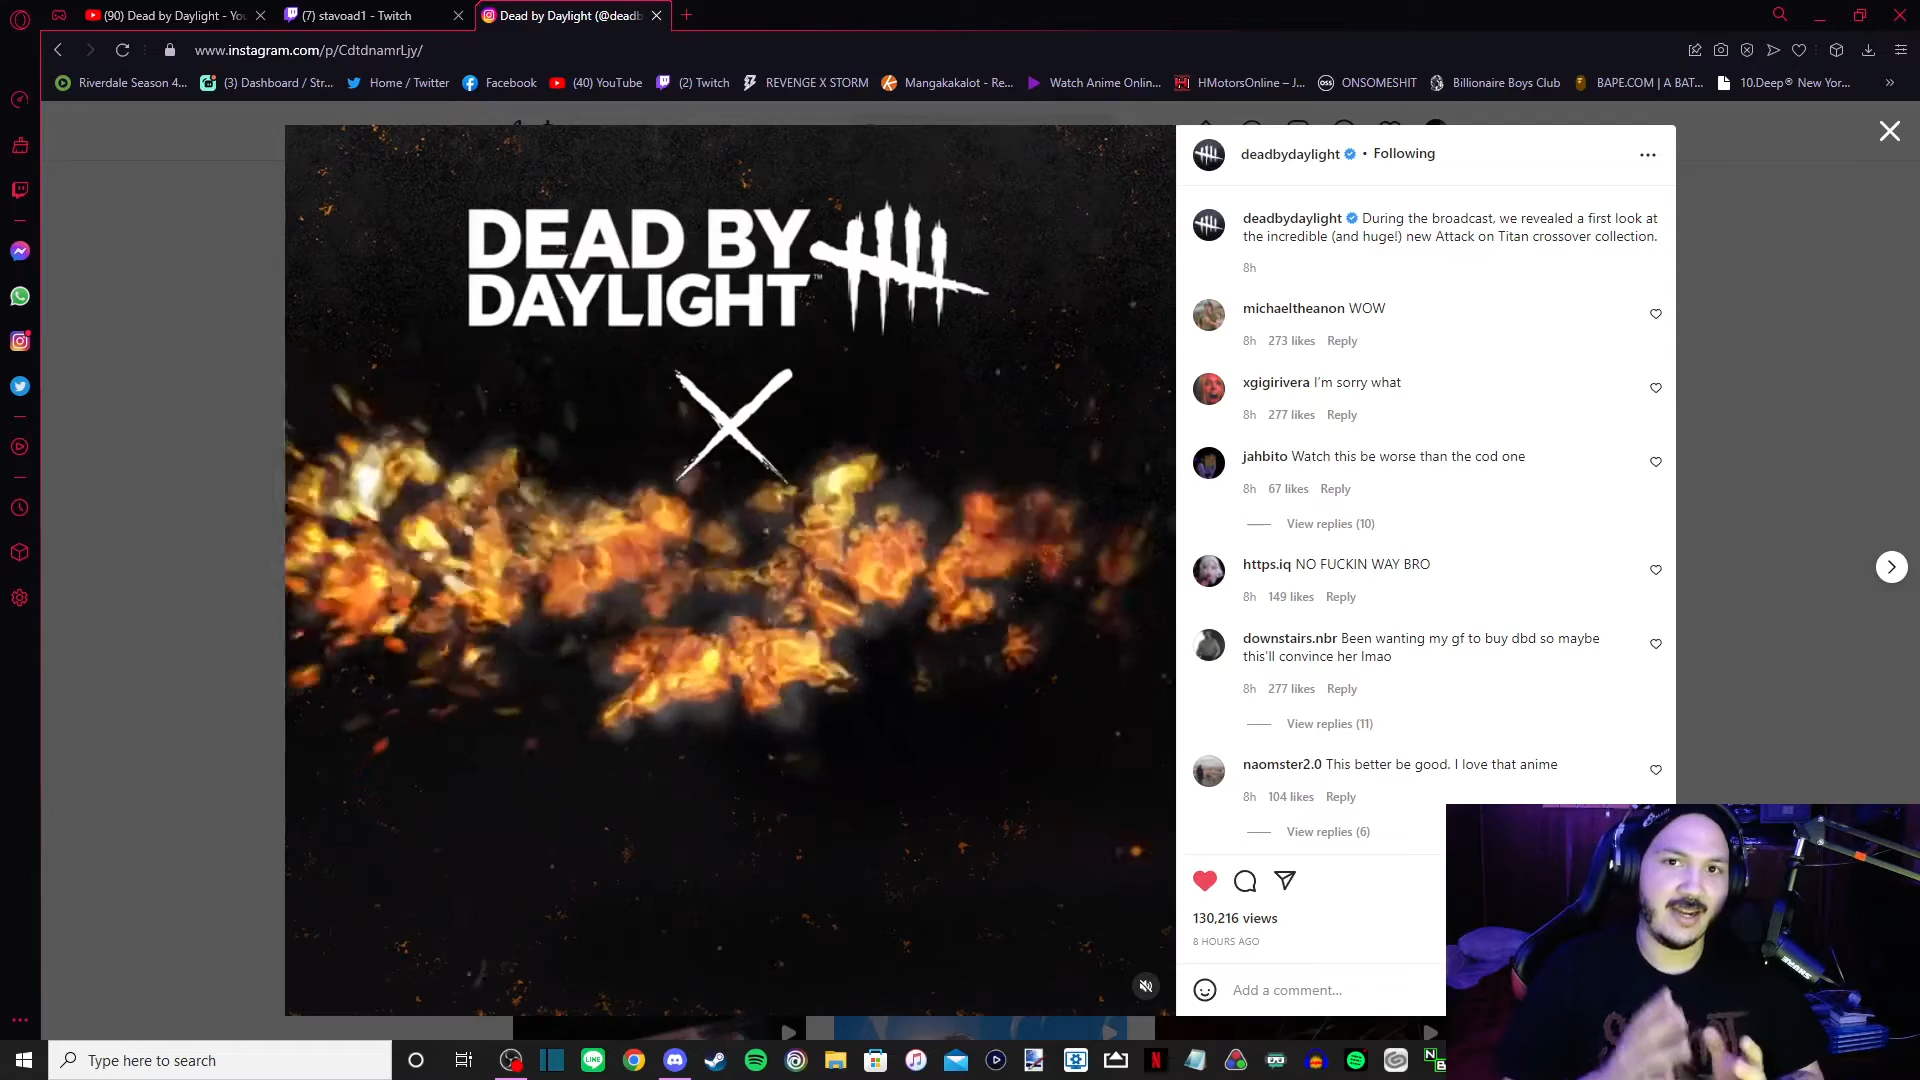 (90) Dead by Daylight - You
(7) stavoad1 - Twitch
Dead by Daylight (@deadb
www.instagram.com/p/CdtdnamrLjy/
Riverdale Season 4...
(3) Dashboard / Str...
Home / Twitter
Facebook
(40) YouTube
(2) Twitch
REVENGE X STORM
Mangakakalot - Re...
Watch Anime Onlin...
HMotorsOnline – J...
ONSOMESHIT
Billionaire Boys Club
BAPE.COM | A BAT...
10.Deep® New Yor...
DEAD BY
DAYLIGHT™
deadbydaylight • Following
deadbydaylight During the broadcast, we revealed a first look at
the incredible (and huge!) new Attack on Titan crossover collection.
8h
michaeltheanon WOW
8h 273 likes Reply
xgigirivera I'm sorry what
8h 277 likes Reply
jahbito Watch this be worse than the cod one
8h 67 likes Reply
View replies (10)
https.iq NO FUCKIN WAY BRO
8h 149 likes Reply
downstairs.nbr Been wanting my gf to buy dbd so maybe
this'll convince her lmao
8h 277 likes Reply
View replies (11)
naomster2.0 This better be good. I love that anime
8h 104 likes Reply
View replies (6)
130,216 views
8 HOURS AGO
Add a comment...
SHURE
Type here to search